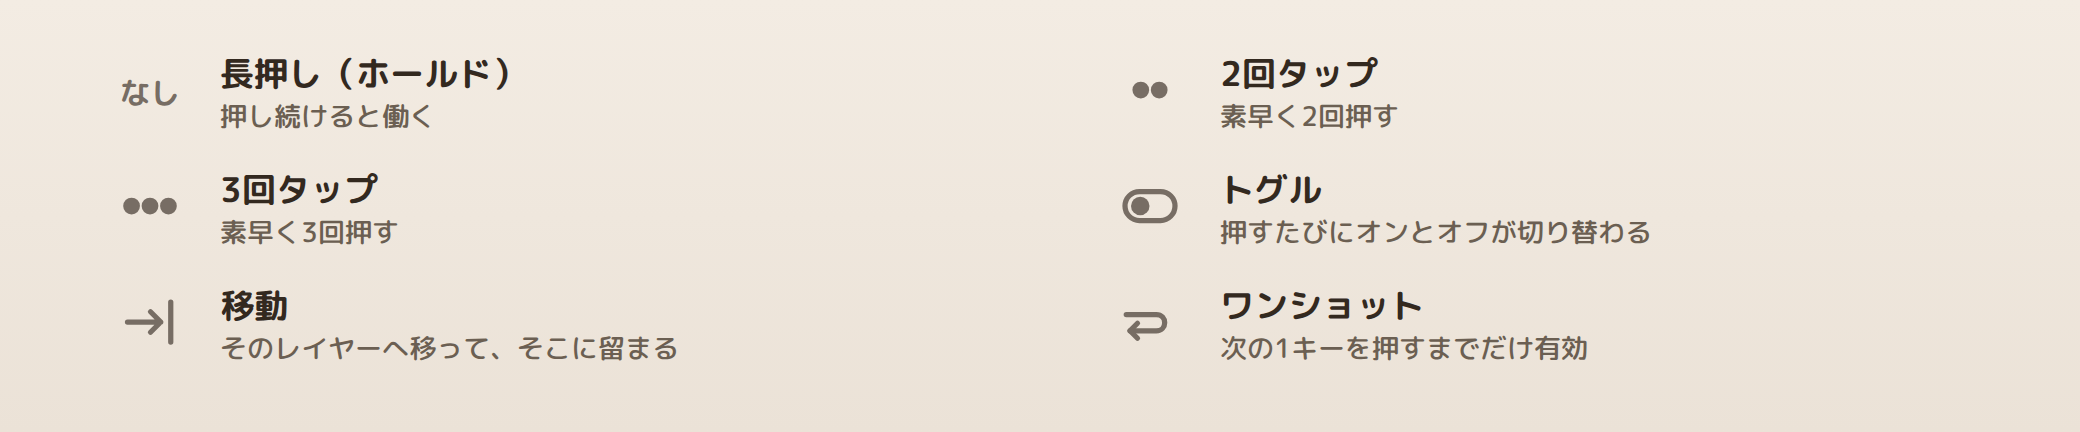 なし
長押し（ホールド）
押し続けると働く
2回タップ
素早く2回押す
3回タップ
素早く3回押す
トグル
押すたびにオンとオフが切り替わる
移動
そのレイヤーへ移って、そこに留まる
ワンショット
次の1キーを押すまでだけ有効